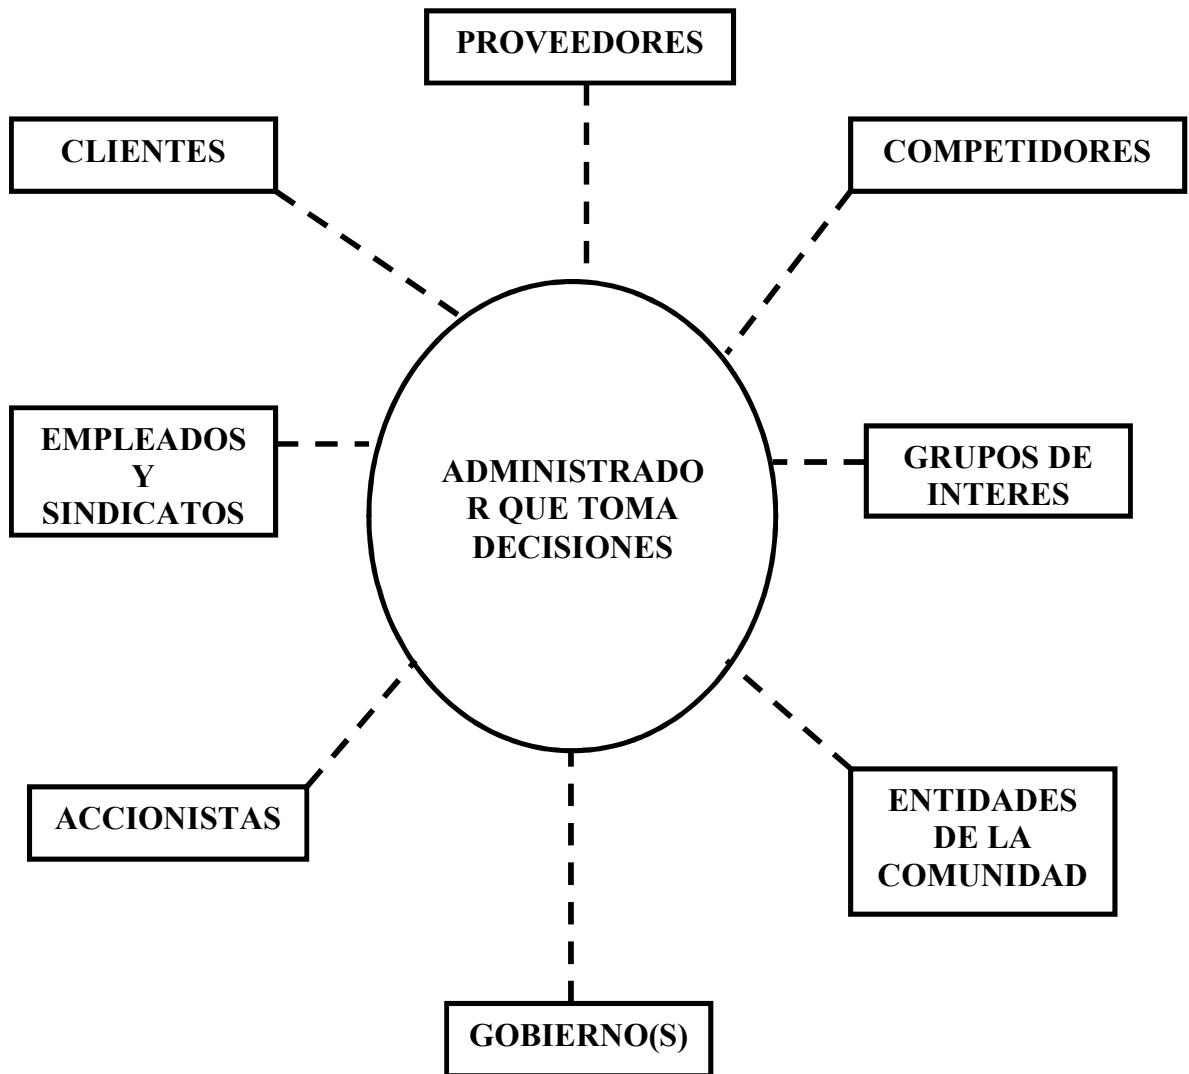 PROVEEDORES
CLIENTES
COMPETIDORES
EMPLEADOS
Y
SINDICATOS
ADMINISTRADO
R QUE TOMA
DECISIONES
GRUPOS DE
INTERES
ACCIONISTAS
ENTIDADES
DE LA
COMUNIDAD
GOBIERNO(S)